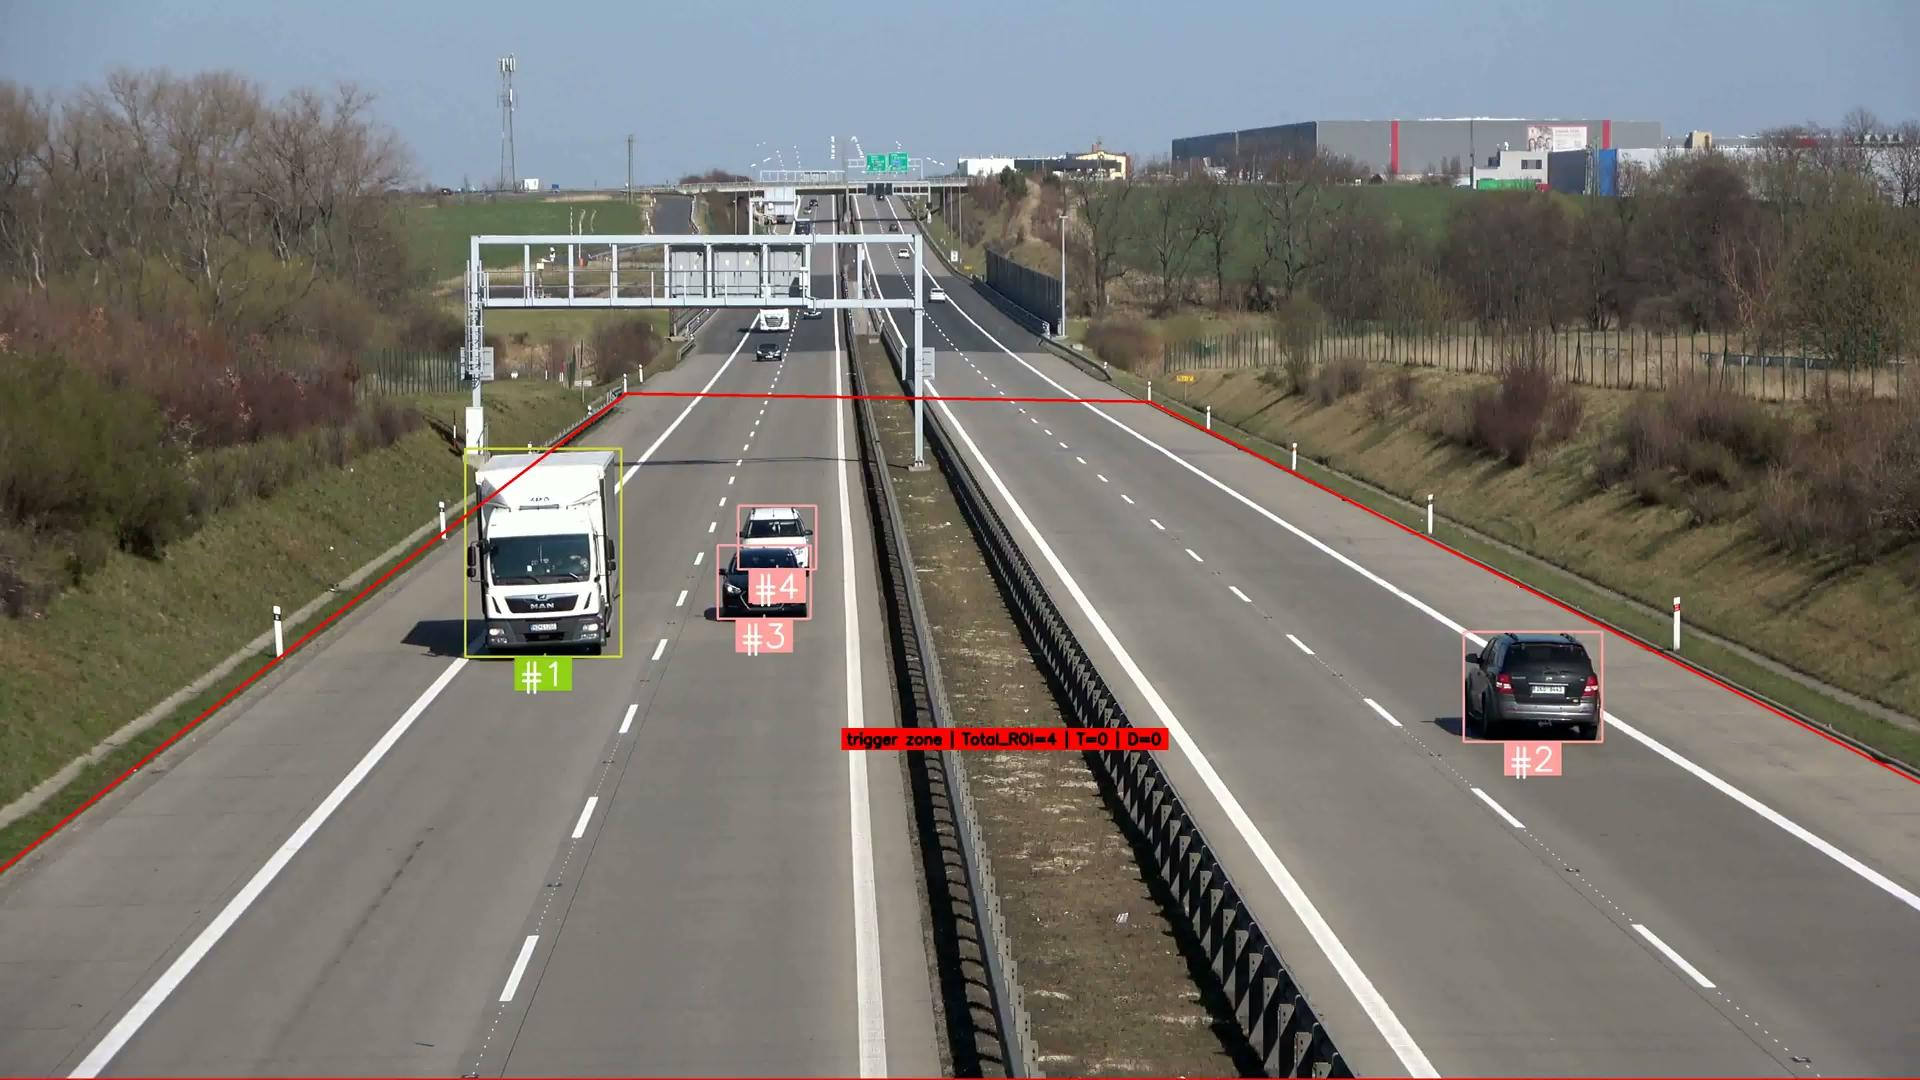 MAN
#4
#3
#1
trigger zone | Total_ROI=4 | T=0 | D=0
#2